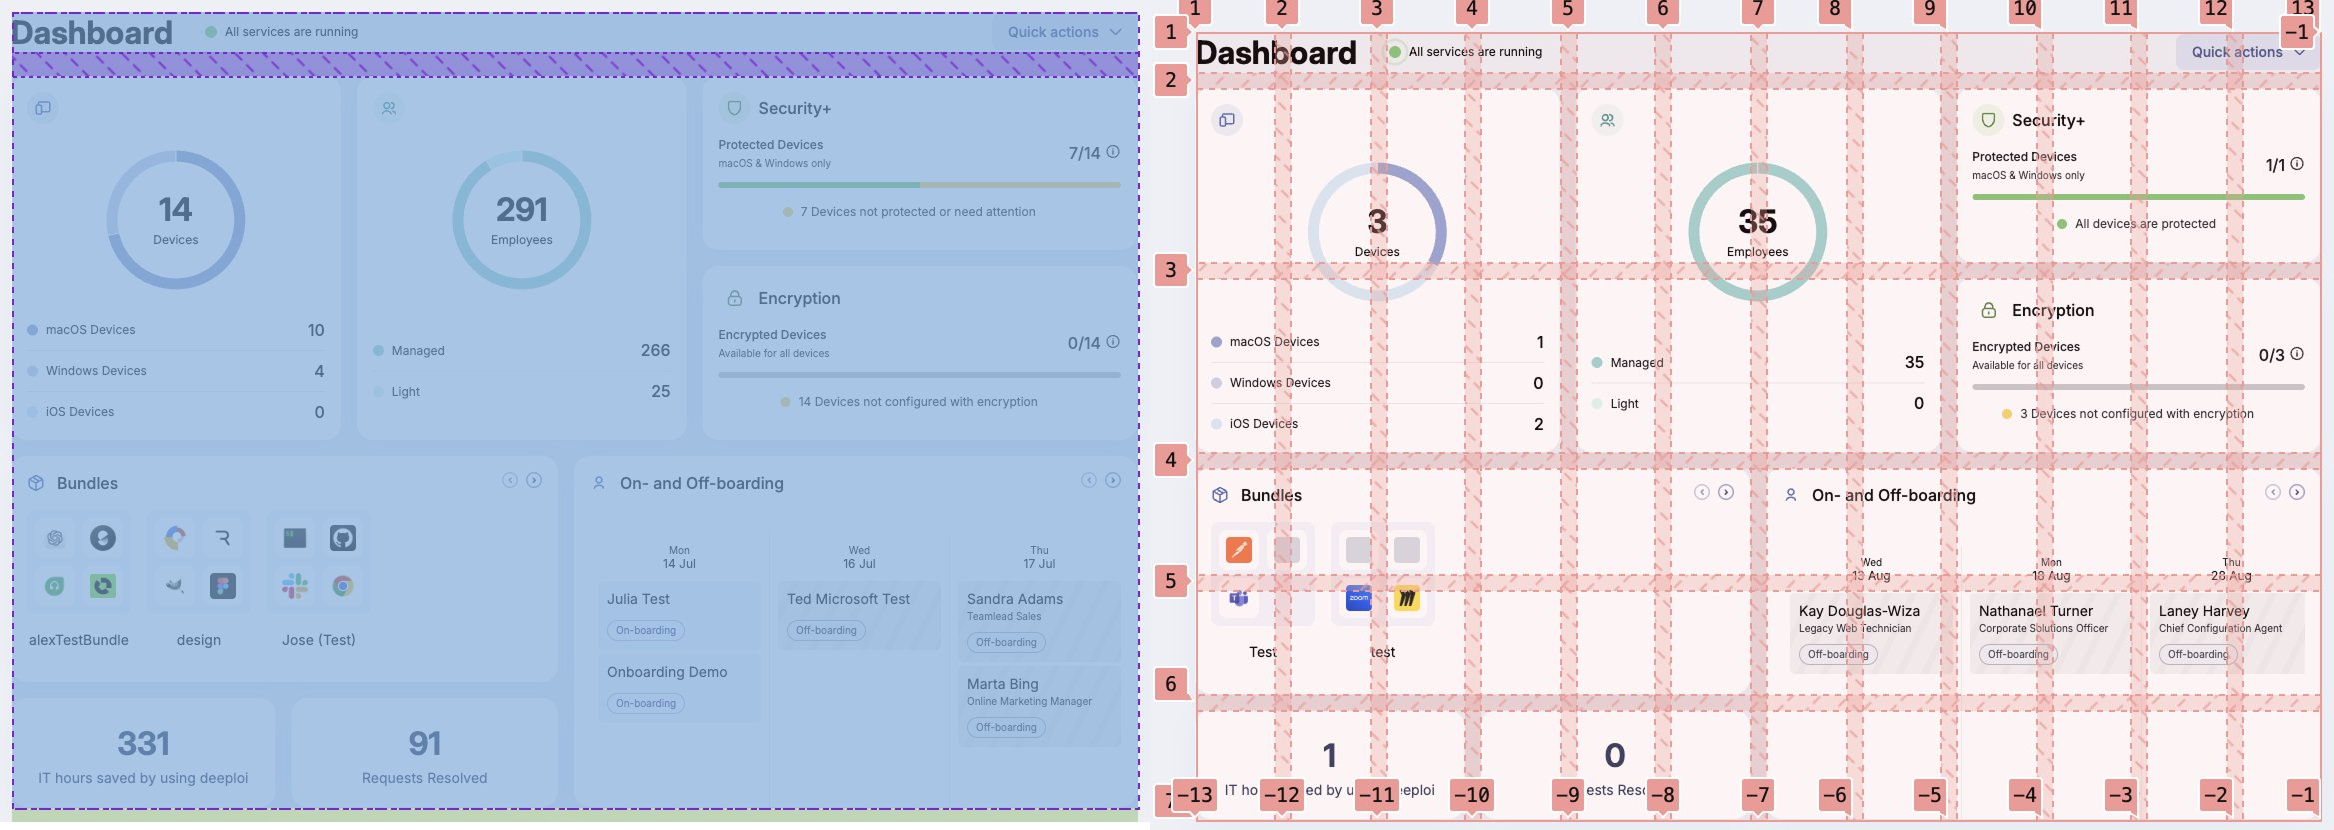 Dashboard
All services are running
Quick actions
14
Devices
macOS Devices
10
Windows Devices
4
iOS Devices
0
291
Employees
Managed
266
Light
25
Security+
Protected Devices
macOS & Windows only
7/14
7 Devices not protected or need attention
Encryption
Encrypted Devices
Available for all devices
0/14
14 Devices not configured with encryption
Bundles
alexTestBundle
design
Jose (Test)
On- and Off-boarding
Mon
14 Jul
Julia Test
On-boarding
Onboarding Demo
On-boarding
Wed
16 Jul
Ted Microsoft Test
Off-boarding
Thu
17 Jul
Sandra Adams
Teamlead Sales
Off-boarding
Marta Bing
Online Marketing Manager
Off-boarding
331
IT hours saved by using deeploi
91
Requests Resolved
1 2 3 4 5 6 7 8 9 10 11 12 13
-1
1
2
3
4
5
6
7
Dashboard
All services are running
Quick actions
3
Devices
macOS Devices
1
Windows Devices
0
iOS Devices
2
35
Employees
Managed
35
Light
0
Security+
Protected Devices
macOS & Windows only
1/1
All devices are protected
Encryption
Encrypted Devices
Available for all devices
0/3
3 Devices not configured with encryption
Bundles
zoom
Test
test
On- and Off-boarding
Wed
13 Aug
Kay Douglas-Wiza
Legacy Web Technician
Off-boarding
Mon
18 Aug
Nathanael Turner
Corporate Solutions Officer
Off-boarding
Thu
28 Aug
Laney Harvey
Chief Configuration Agent
Off-boarding
1
IT ho ed by u eeploi
0
ests Reso
-13 -12 -11 -10 -9 -8 -7 -6 -5 -4 -3 -2 -1